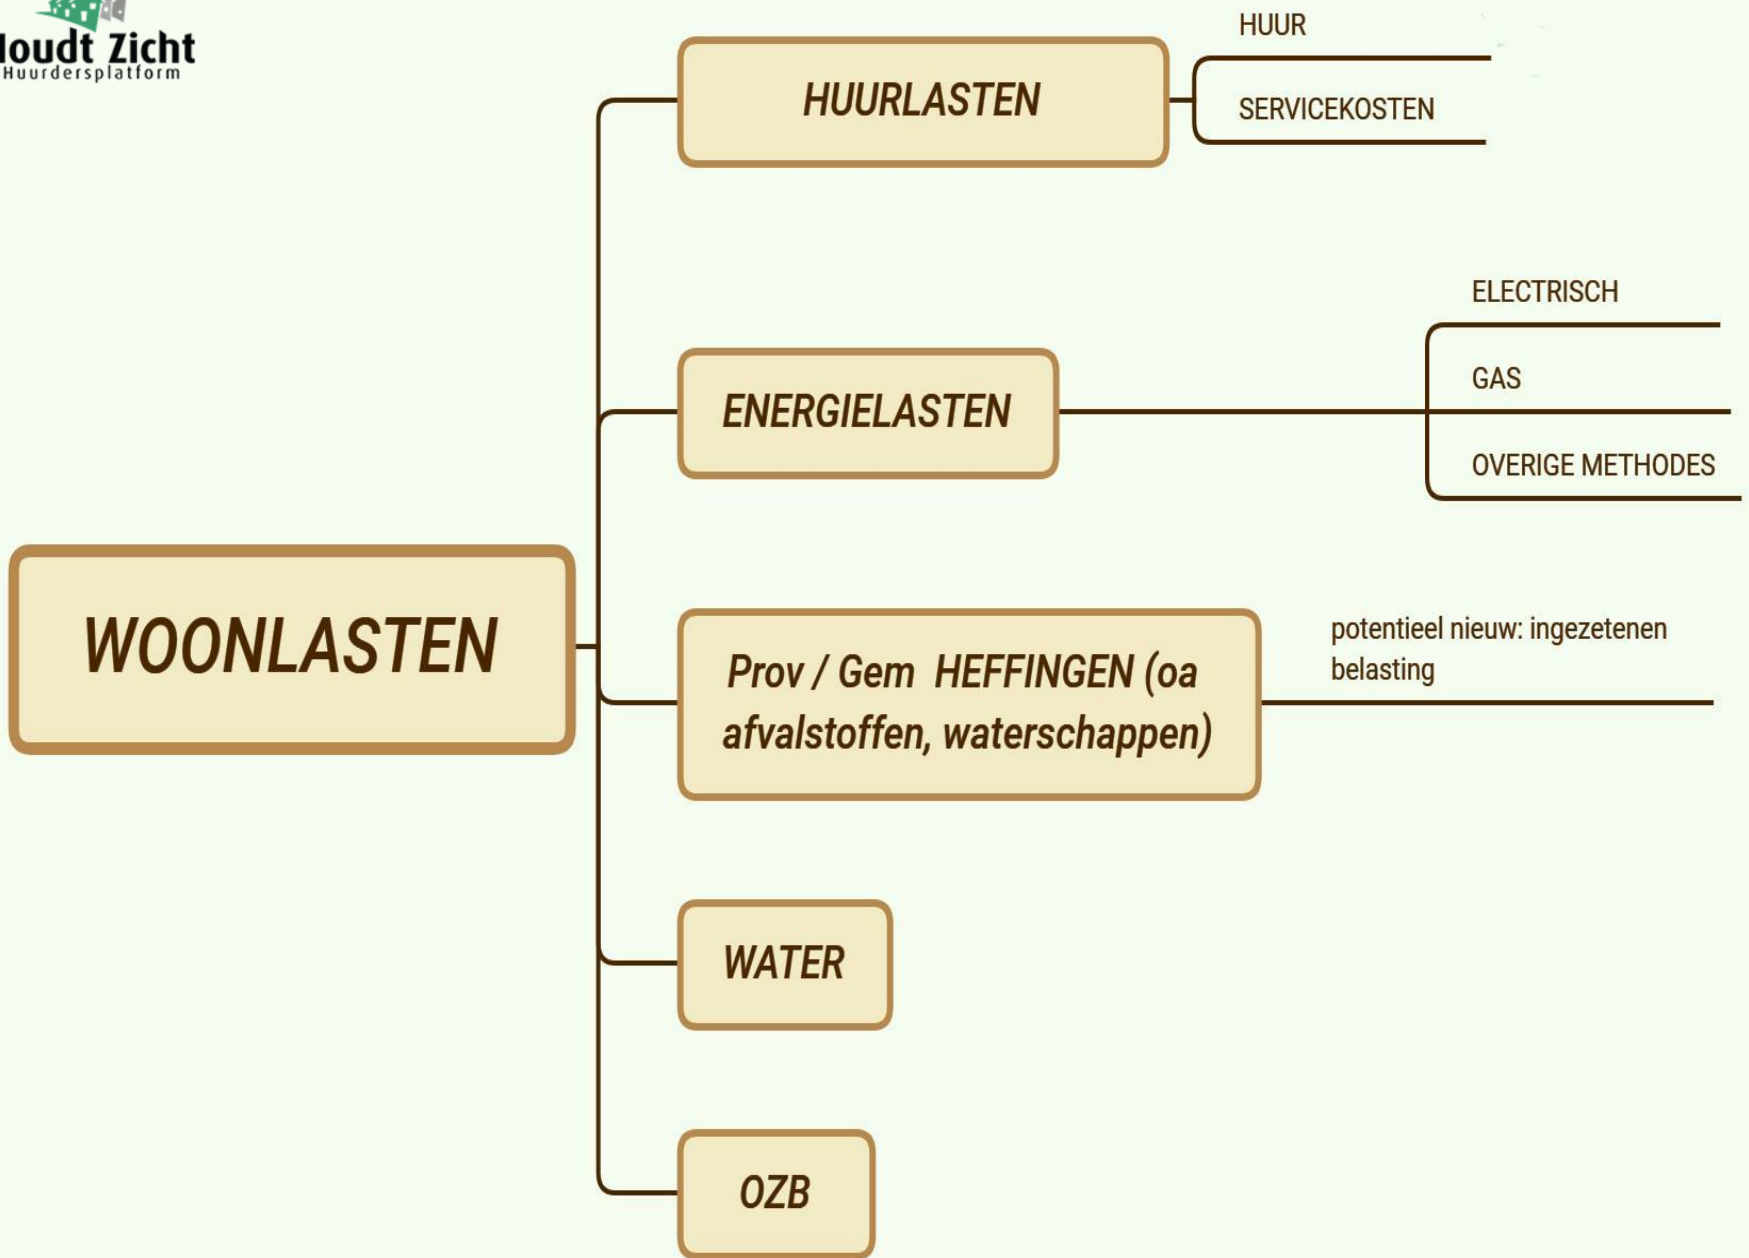 Houdt Zicht
Huurdersplatform
WOONLASTEN
HUURLASTEN
HUUR
SERVICEKOSTEN
ENERGIELASTEN
ELECTRISCH
GAS
OVERIGE METHODES
Prov / Gem HEFFINGEN (oa
afvalstoffen, waterschappen)
potentieel nieuw: ingezetenen
belasting
WATER
OZB